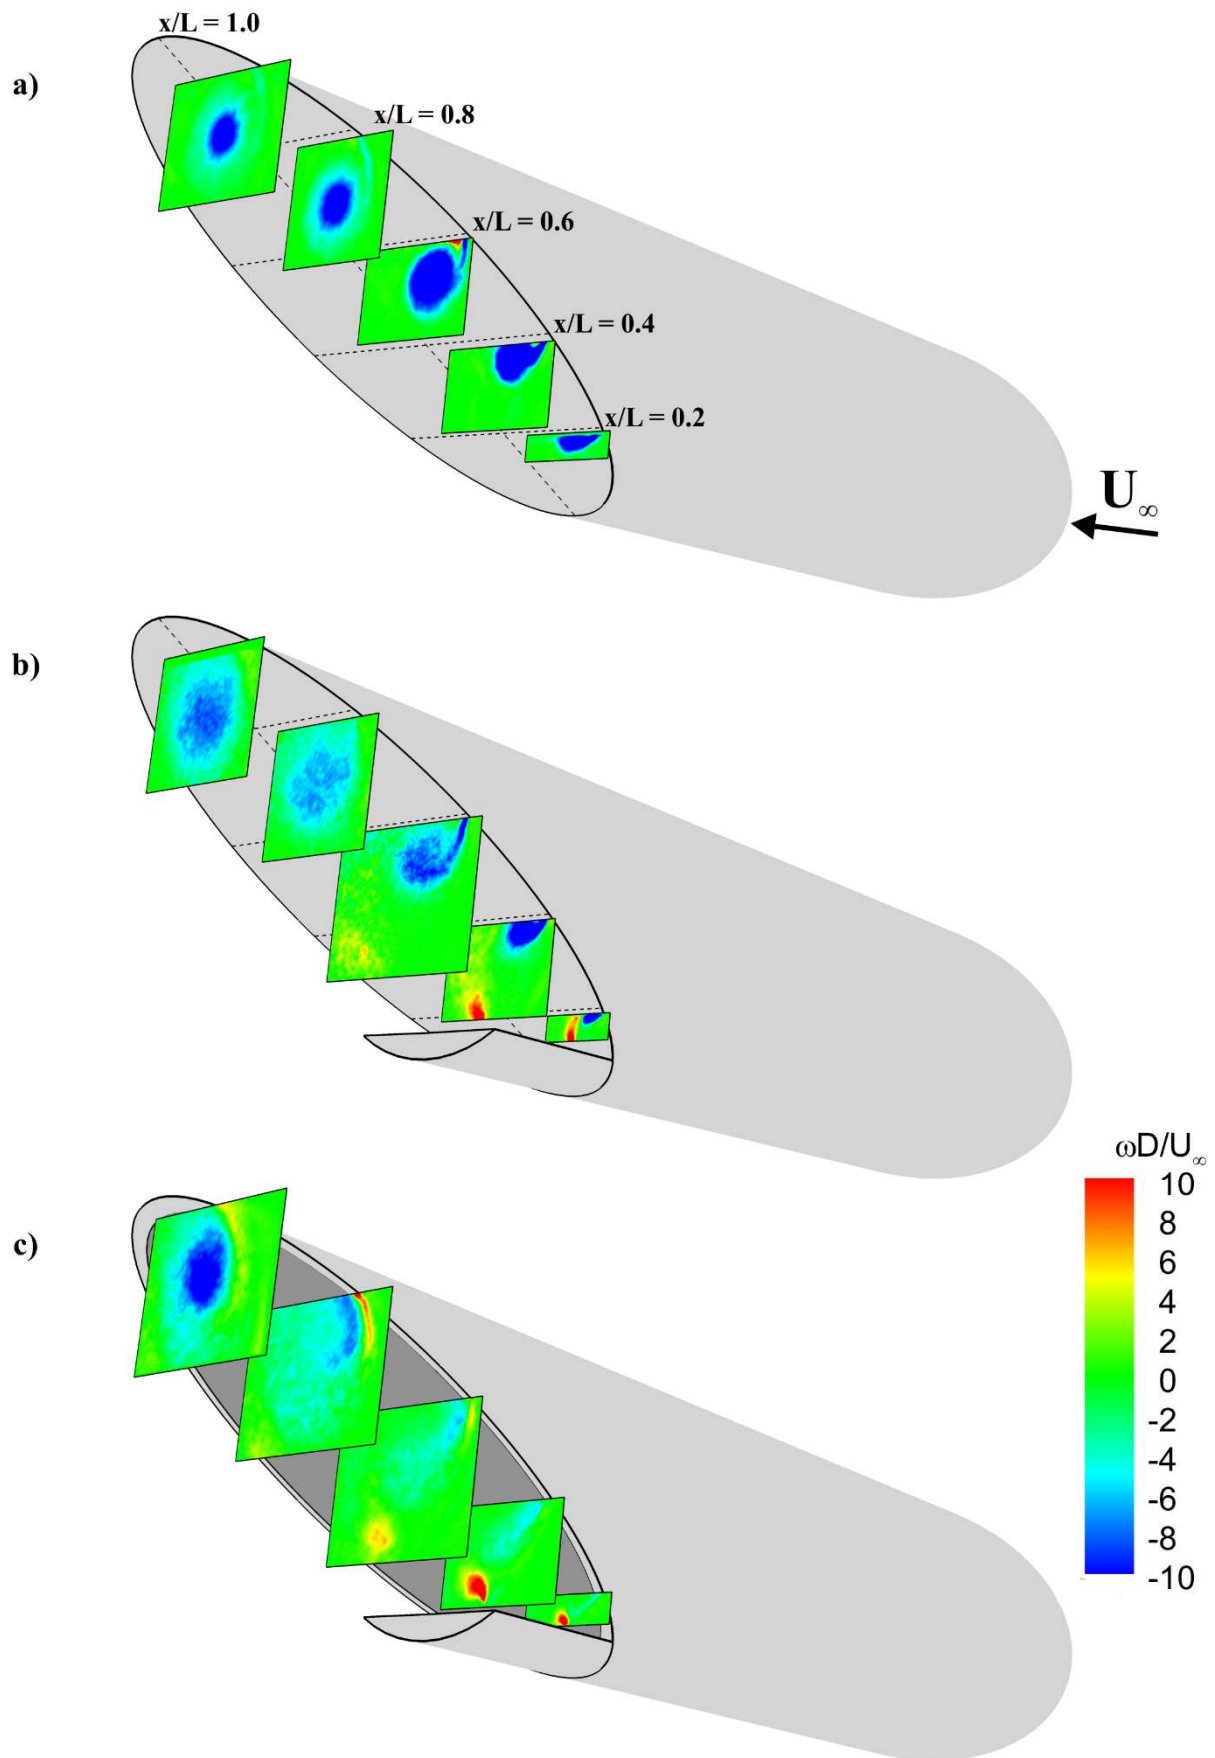 x/L = 1.0
a)
x/L = 0.8
x/L = 0.6
x/L = 0.4
x/L = 0.2
U∞
b)
ωD/U∞
10
8
6
4
2
0
-2
-4
-6
-8
-10
c)